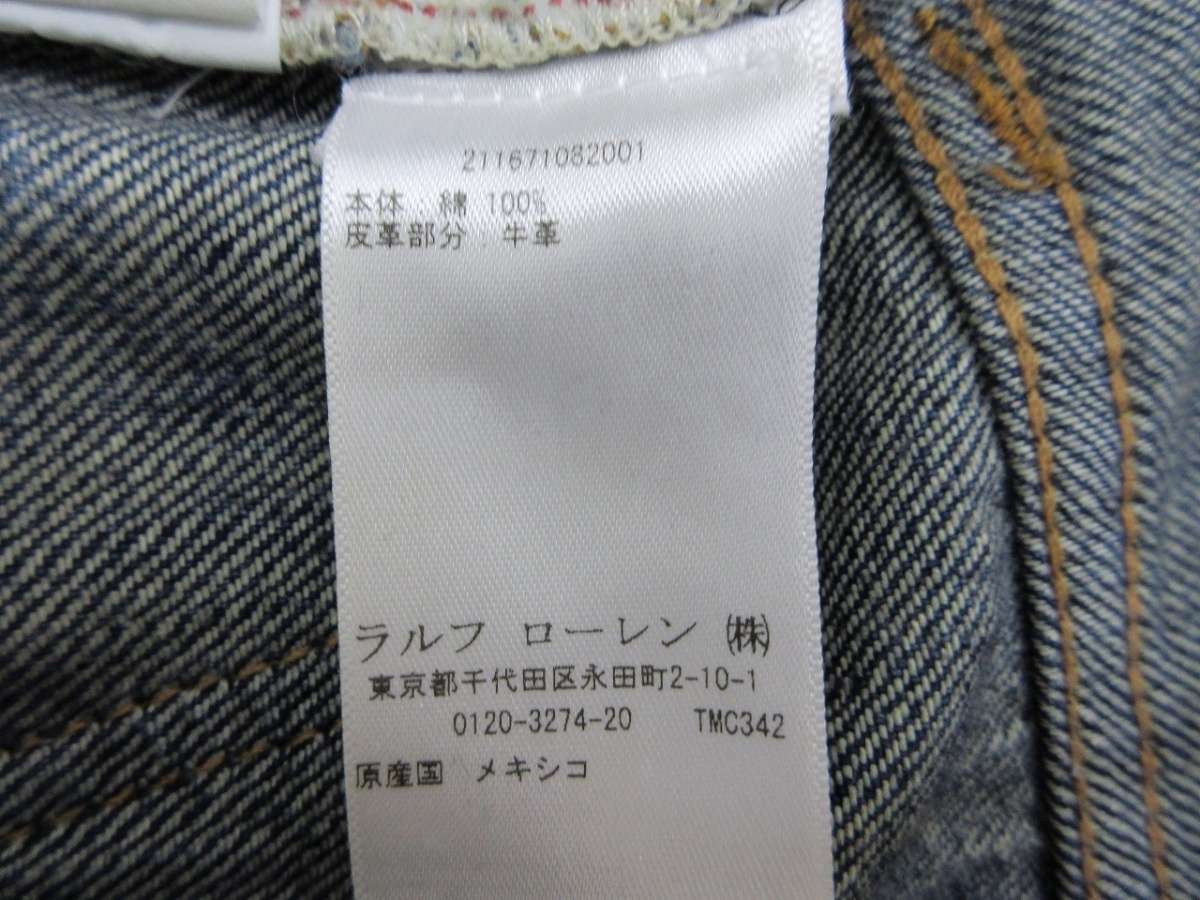 211671082001
本体 綿 100%
皮革部分 牛革
ラルフ ローレン ㈱
東京都千代田区永田町2-10-1
0120-3274-20 TMC342
原産国 メキシコ